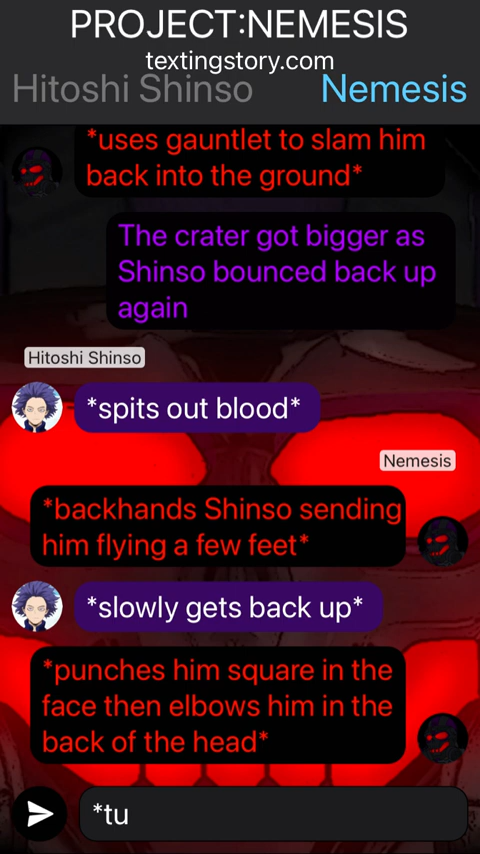 PROJECT:NEMESIS
textingstory.com
Hitoshi Shinso
Nemesis
*uses gauntlet to slam him
back into the ground*
The crater got bigger as
Shinso bounced back up
again
Hitoshi Shinso
*spits out blood*
Nemesis
*backhands Shinso sending
him flying a few feet*
*slowly gets back up*
*punches him square in the
face then elbows him in the
back of the head*
*tu